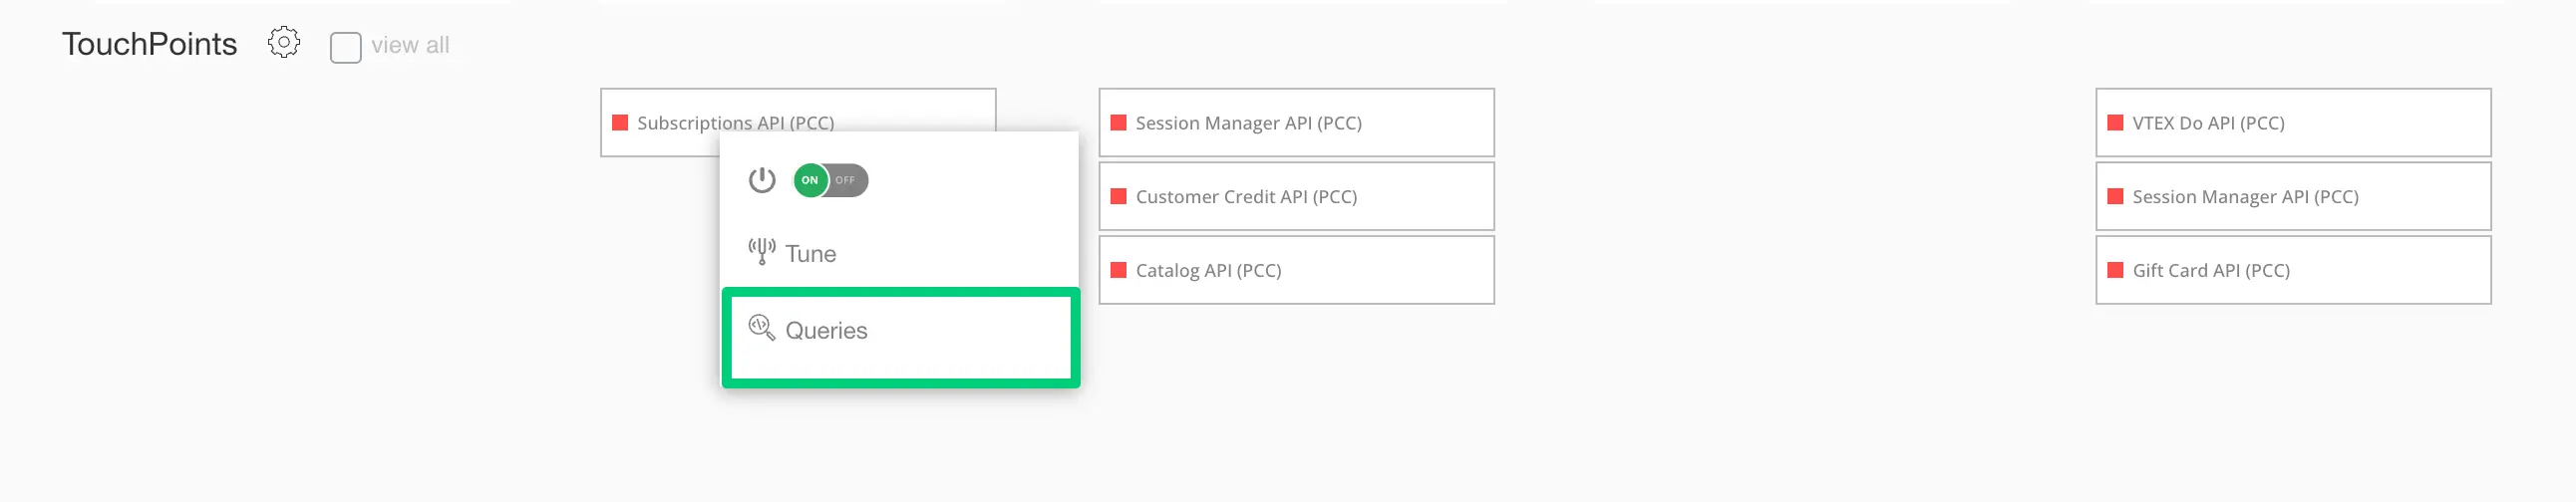 TouchPoints
view all
Subscriptions API (PCC)
ON OFF
Tune
Queries
Session Manager API (PCC)
Customer Credit API (PCC)
Catalog API (PCC)
VTEX Do API (PCC)
Session Manager API (PCC)
Gift Card API (PCC)